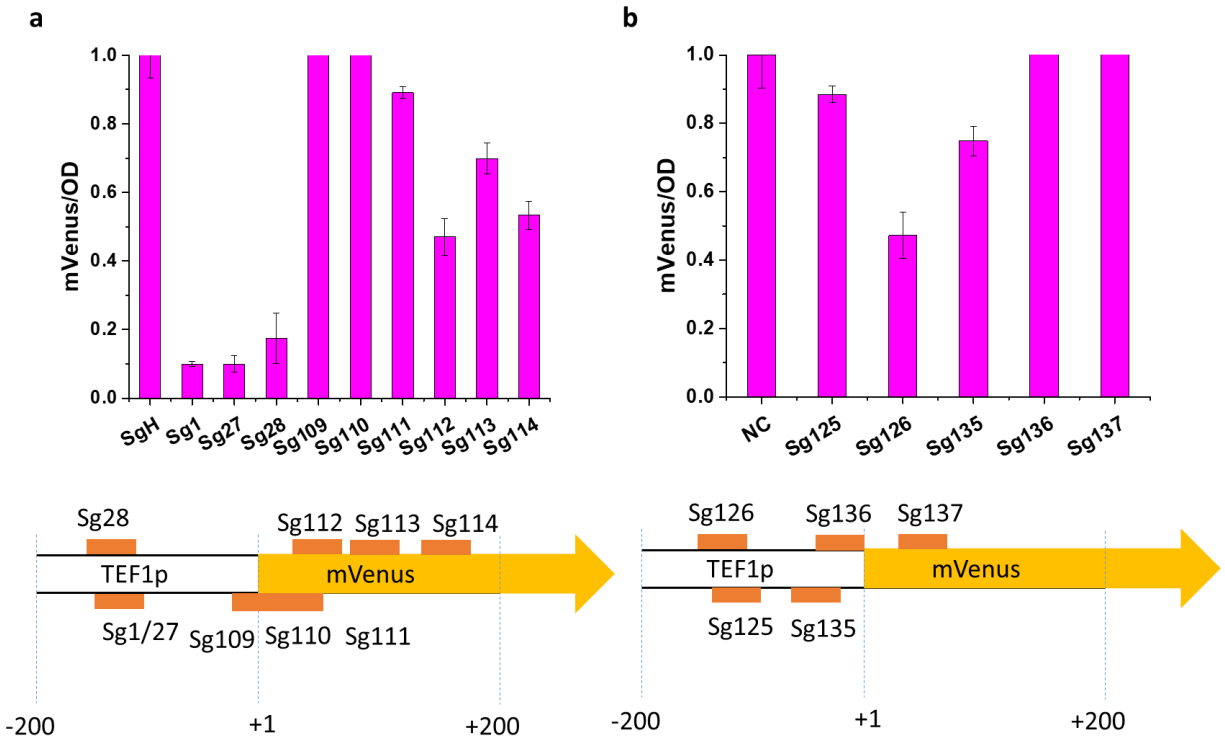 a
1.0
0.8
0.6
0.4
0.2
0.0
mVenus/OD
SgH
Sg1
Sg27
Sg28
Sg109
Sg110
Sg111
Sg112
Sg113
Sg114
Sg28
Sg112 Sg113 Sg114
TEF1p mVenus
Sg1/27 Sg109 Sg110 Sg111
-200 +1 +200
b
1.0
0.8
0.6
0.4
0.2
0.0
mVenus/OD
NC
Sg125
Sg126
Sg135
Sg136
Sg137
Sg126 Sg136 Sg137
TEF1p mVenus
Sg125 Sg135
-200 +1 +200